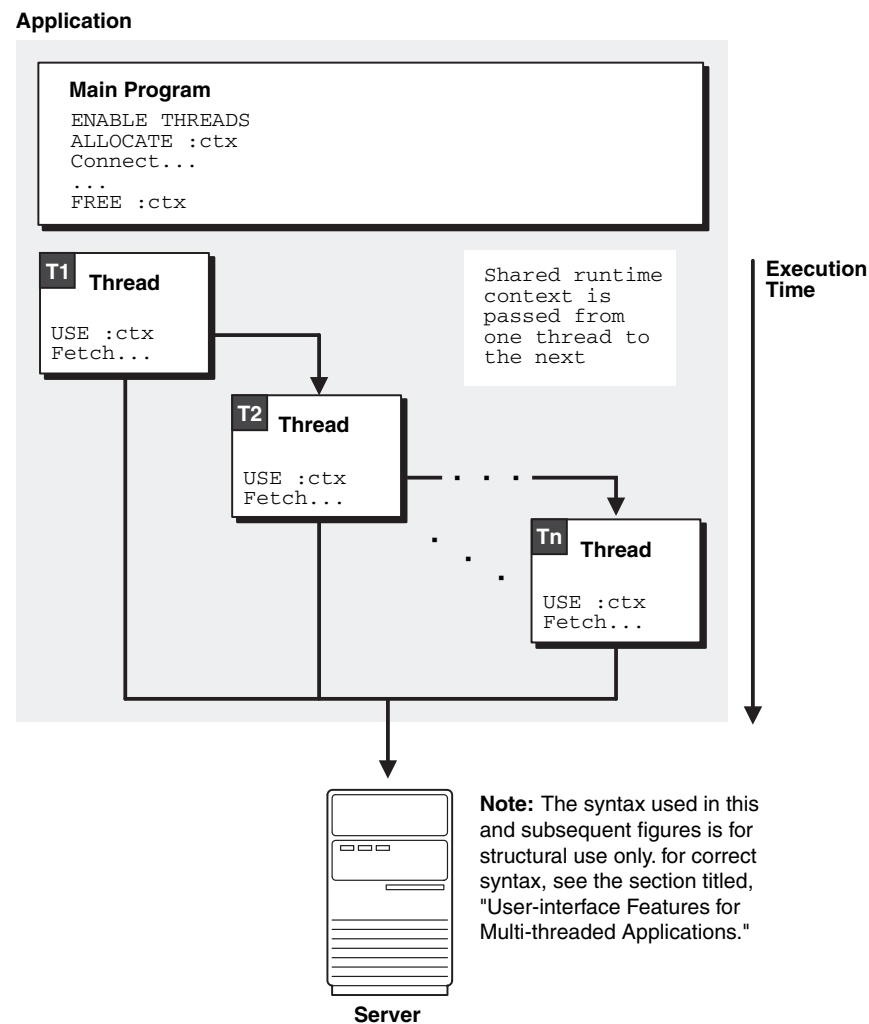 Application
Main Program
ENABLE THREADS
ALLOCATE :ctx
Connect...
...
FREE :ctx
T1
Thread
USE :ctx
Fetch...
Shared runtime
context is
passed from
one thread to
the next
Execution
Time
T2
Thread
USE :ctx
Fetch...
Tn
Thread
USE :ctx
Fetch...
Note: The syntax used in this
and subsequent figures is for
structural use only. for correct
syntax, see the section titled,
"User-interface Features for
Multi-threaded Applications."
Server